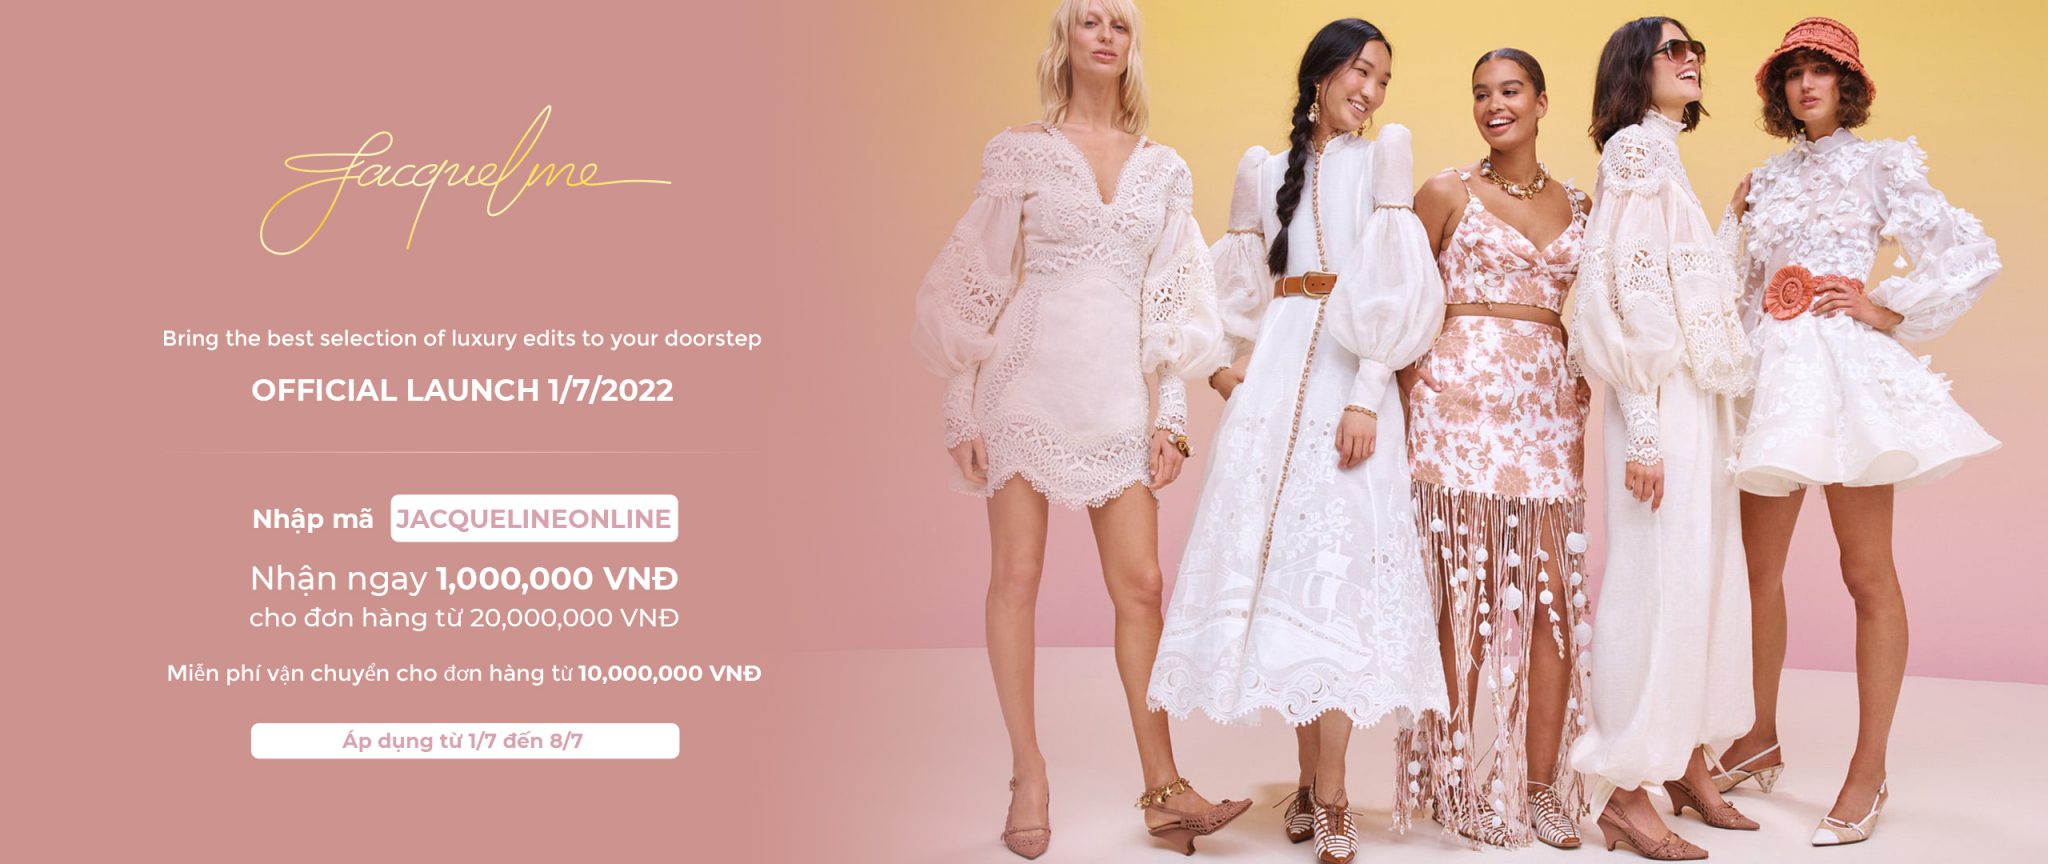 Jacqueline
Bring the best selection of luxury edits to your doorstep
OFFICIAL LAUNCH 1/7/2022
Nhập mã JACQUELINEONLINE
Nhận ngay 1,000,000 VNĐ
cho đơn hàng từ 20,000,000 VNĐ
Miễn phí vận chuyển cho đơn hàng từ 10,000,000 VNĐ
Áp dụng từ 1/7 đến 8/7